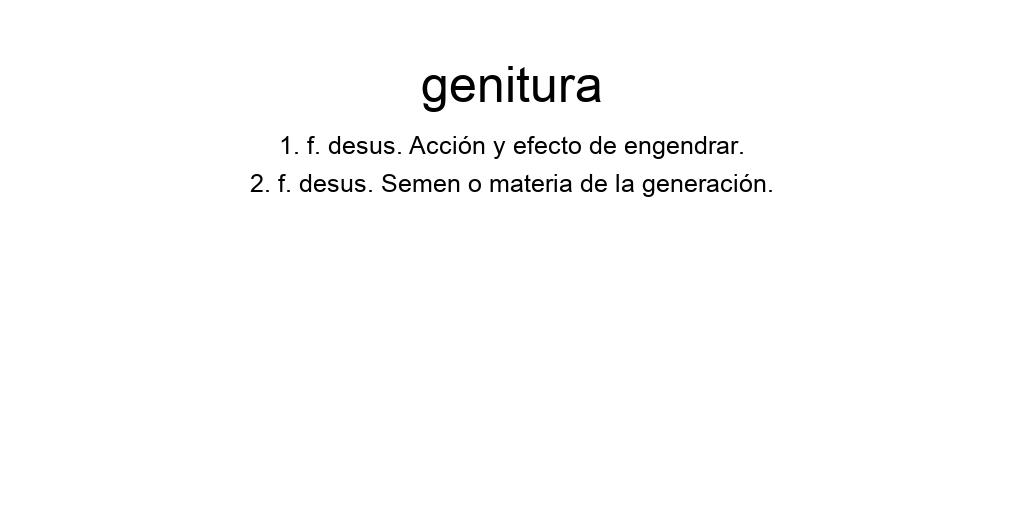 genitura
1. f. desus. Acción y efecto de engendrar.
2. f. desus. Semen o materia de la generación.